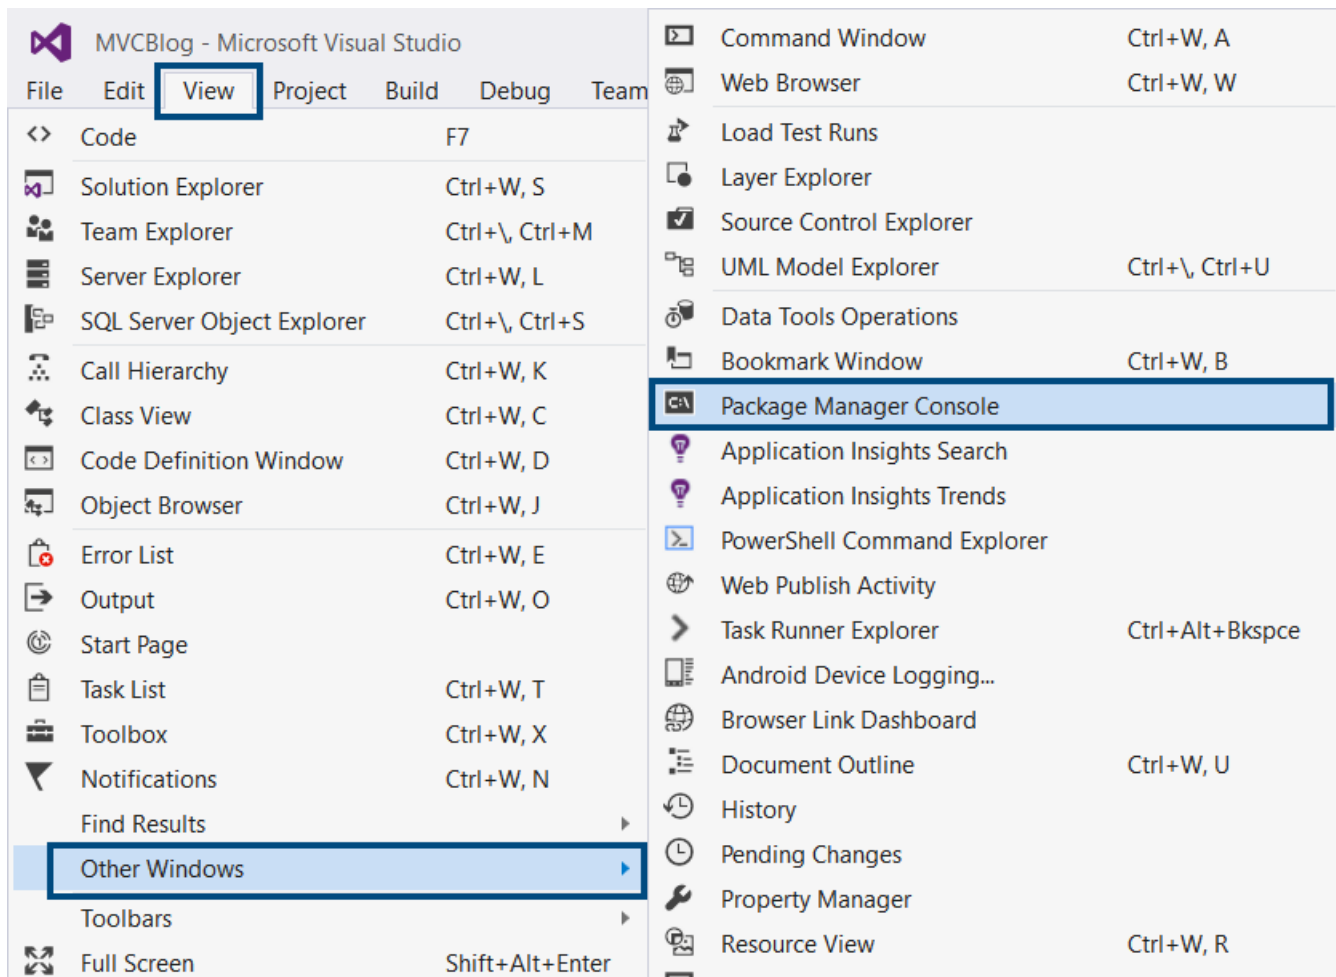 MVCBlog - Microsoft Visual Studio
File Edit View Project Build Debug Team
Code F7
Solution Explorer Ctrl+W, S
Team Explorer Ctrl+\, Ctrl+M
Server Explorer Ctrl+W, L
SQL Server Object Explorer Ctrl+\, Ctrl+S
Call Hierarchy Ctrl+W, K
Class View Ctrl+W, C
Code Definition Window Ctrl+W, D
Object Browser Ctrl+W, J
Error List Ctrl+W, E
Output Ctrl+W, O
Start Page
Task List Ctrl+W, T
Toolbox Ctrl+W, X
Notifications Ctrl+W, N
Find Results
Other Windows
Toolbars
Full Screen Shift+Alt+Enter
Command Window Ctrl+W, A
Web Browser Ctrl+W, W
Load Test Runs
Layer Explorer
Source Control Explorer
UML Model Explorer Ctrl+\, Ctrl+U
Data Tools Operations
Bookmark Window Ctrl+W, B
C:\ Package Manager Console
Application Insights Search
Application Insights Trends
PowerShell Command Explorer
Web Publish Activity
Task Runner Explorer Ctrl+Alt+Bkspce
Android Device Logging...
Browser Link Dashboard
Document Outline Ctrl+W, U
History
Pending Changes
Property Manager
Resource View Ctrl+W, R